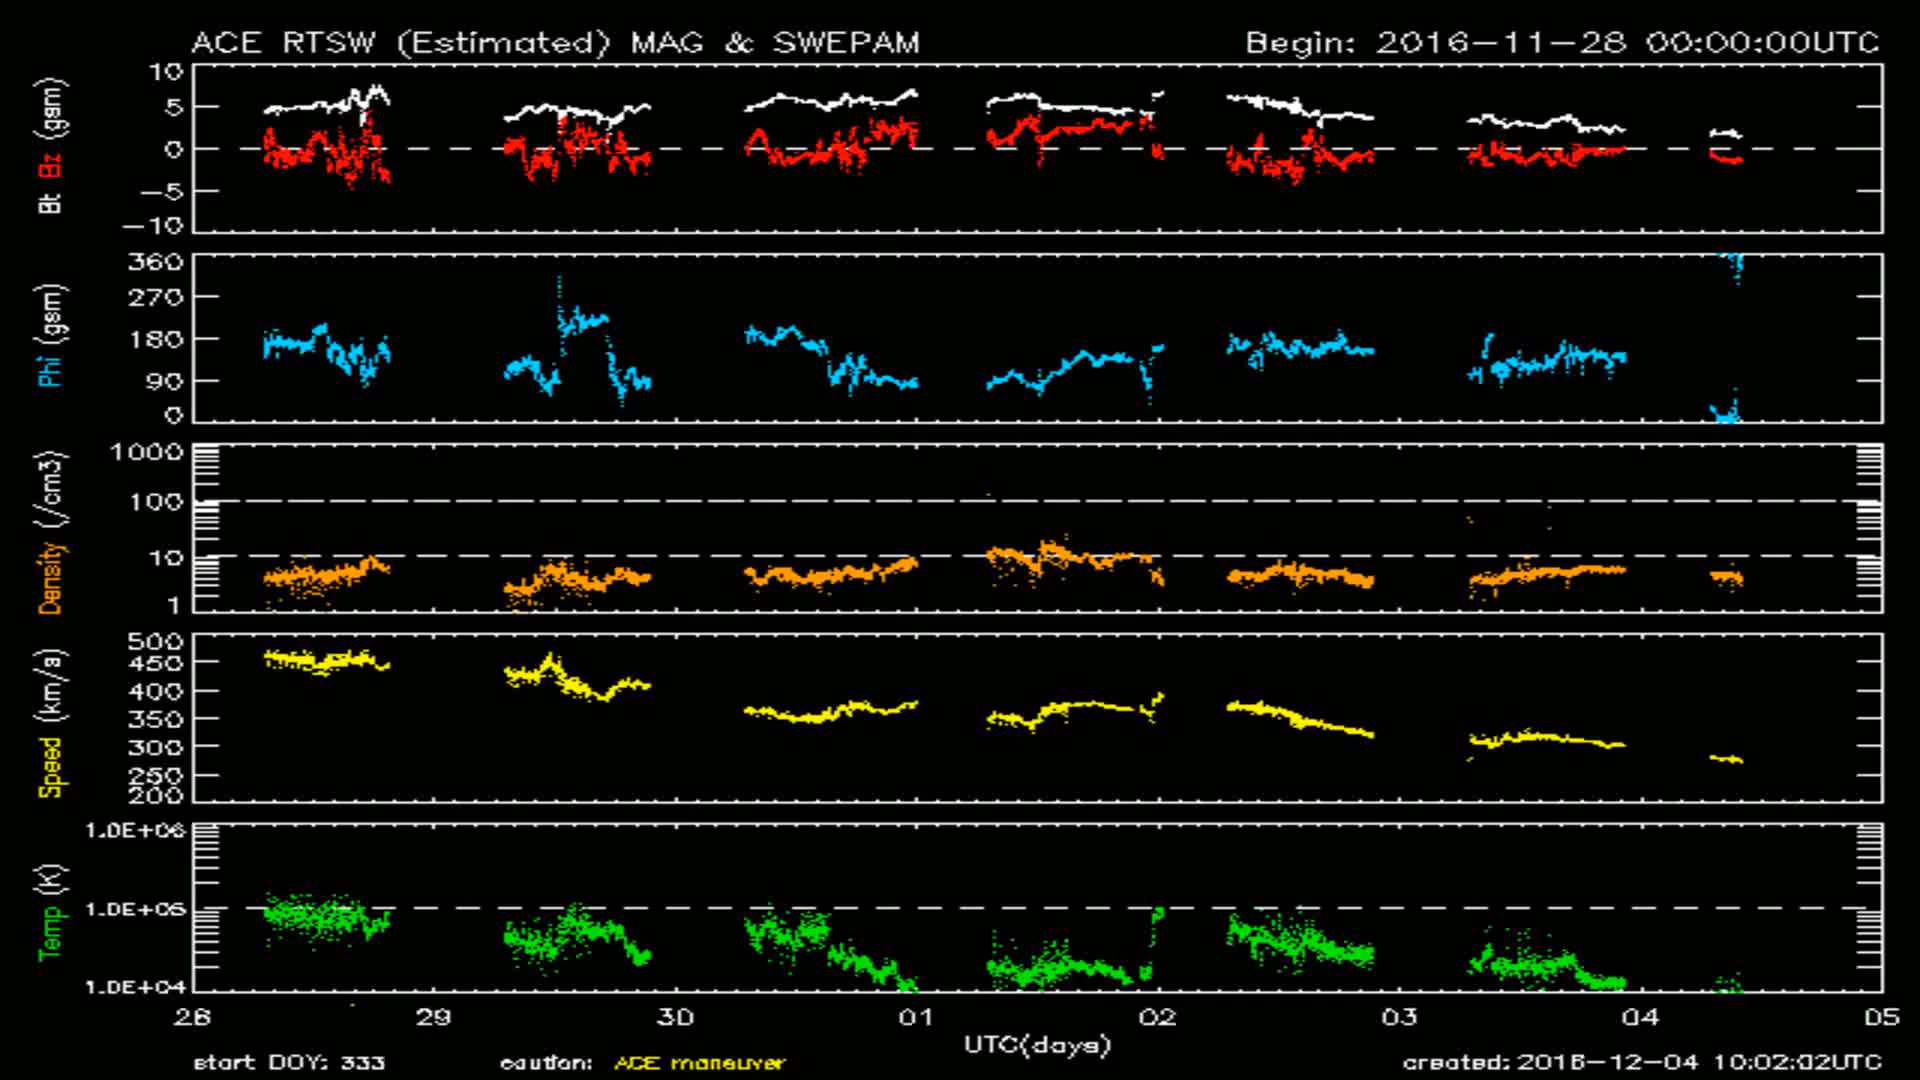 ACE RTSW (Estimated) MAG & SWEPAM
Begin: 2016-11-28 00:00:00UTC
Bt Bz (gsm)
10
5
0
-5
-10
Phi (gsm)
360
270
180
90
0
Density (/cm3)
1000
100
10
1
Speed (km/s)
500
450
400
350
300
250
200
Temp (K)
1.0E+06
1.0E+05
1.0E+04
28 29 30 01 02 03 04 05
UTC(days)
start DOY: 333
caution: ACE maneuver
created: 2016-12-04 10:02:02UTC